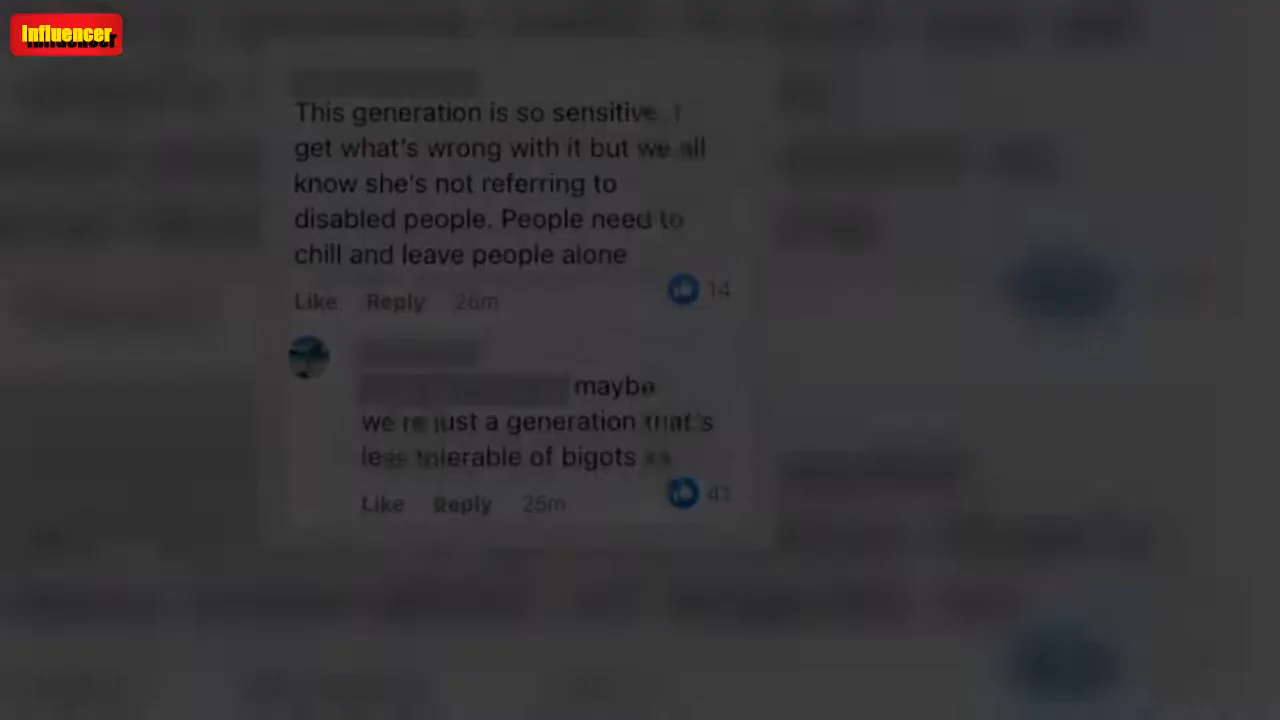 Influencer
This generation is so sensitive. I
get what's wrong with it but we all
know she's not referring to
disabled people. People need to
chill and leave people alone
Like Reply 26m 14
maybe
we're just a generation that's
less tolerable of bigots
Like Reply 25m